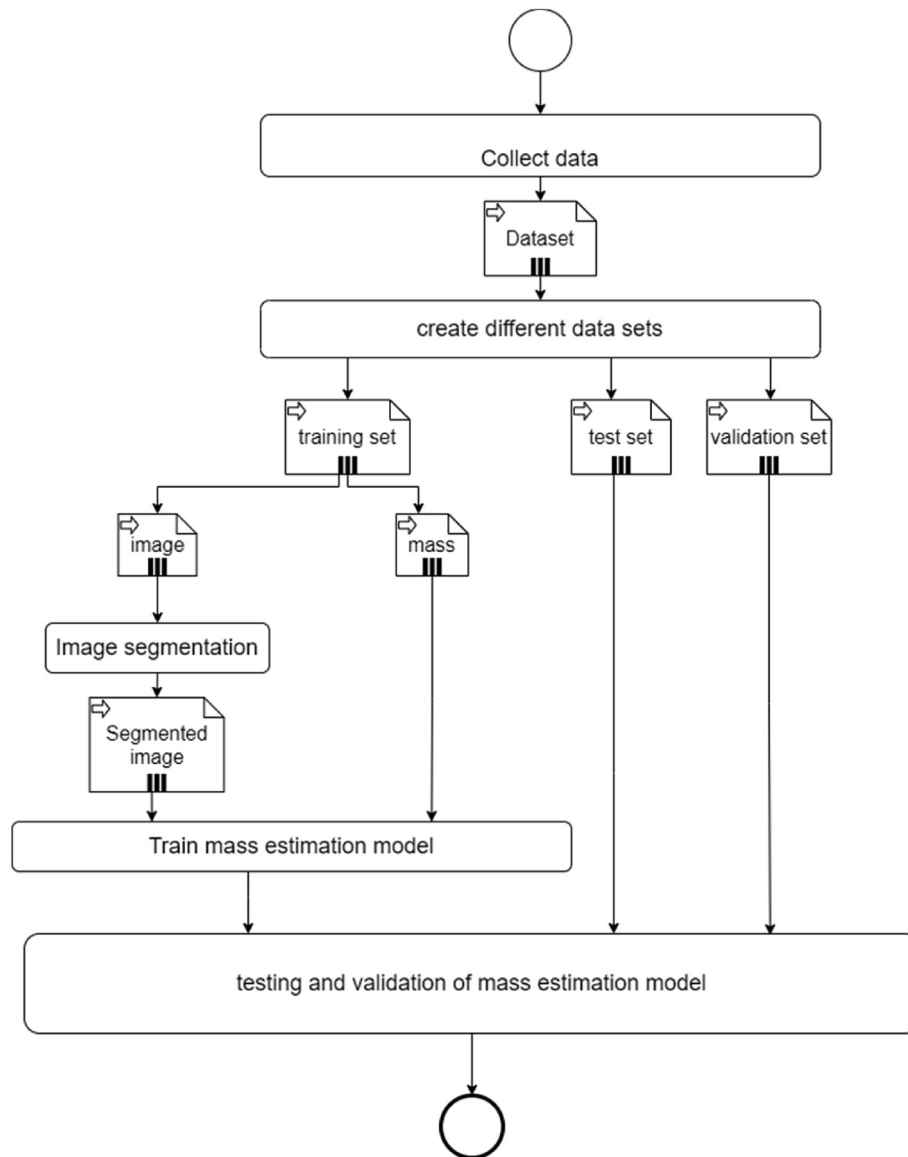 Collect data
Dataset
create different data sets
training set
test set
validation set
image
mass
Image segmentation
Segmented
image
Train mass estimation model
testing and validation of mass estimation model